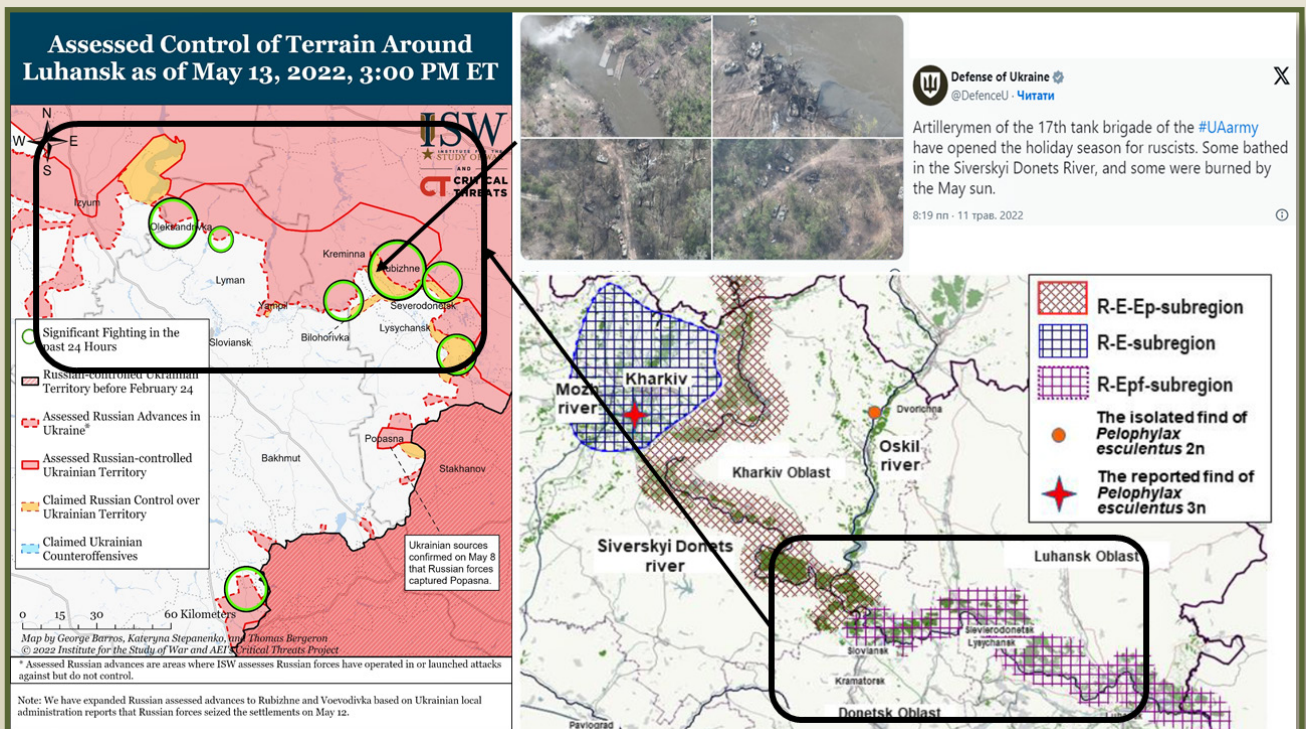 Assessed Control of Terrain Around
Luhansk as of May 13, 2022, 3:00 PM ET
N
W
E
S
ISW
INSTITUTE FOR THE
STUDY OF WAR
AND
CT CRITICAL
THREATS
Izyum
Oleksandrivka
Kreminna
Rubizhne
Lyman
Yampil
Severodonetsk
Lysychansk
Bilohorivka
Sloviansk
Popasna
Bakhmut
Stakhanov
Significant Fighting in the
past 24 Hours
Russian-controlled Ukrainian
Territory before February 24
Assessed Russian Advances in
Ukraine*
Assessed Russian-controlled
Ukrainian Territory
Claimed Russian Control over
Ukrainian Territory
Claimed Ukrainian
Counteroffensives
Ukrainian sources
confirmed on May 8
that Russian forces
captured Popasna.
0 15 30 60 Kilometers
Map by George Barros, Kateryna Stepanenko, and Thomas Bergeron
© 2022 Institute for the Study of War and AEI's Critical Threats Project
* Assessed Russian advances are areas where ISW assesses Russian forces have operated in or launched attacks
against but do not control.
Note: We have expanded Russian assessed advances to Rubizhne and Voevodivka based on Ukrainian local
administration reports that Russian forces seized the settlements on May 12.
Defense of Ukraine
@DefenceU · Читати
X
Artillerymen of the 17th tank brigade of the #UAarmy
have opened the holiday season for ruscists. Some bathed
in the Siverskyi Donets River, and some were burned by
the May sun.
8:19 пп · 11 трав. 2022
R-E-Ep-subregion
R-E-subregion
R-Epf-subregion
The isolated find of
Pelophylax
esculentus 2n
The reported find of
Pelophylax
esculentus 3n
Kharkiv
Mozh
river
Dvorichna
Oskil
river
Kharkiv Oblast
Siverskyi Donets
river
Luhansk Oblast
Sievierodonetsk
Lysychansk
Sloviansk
Kramatorsk
Donetsk Oblast
Pavlograd